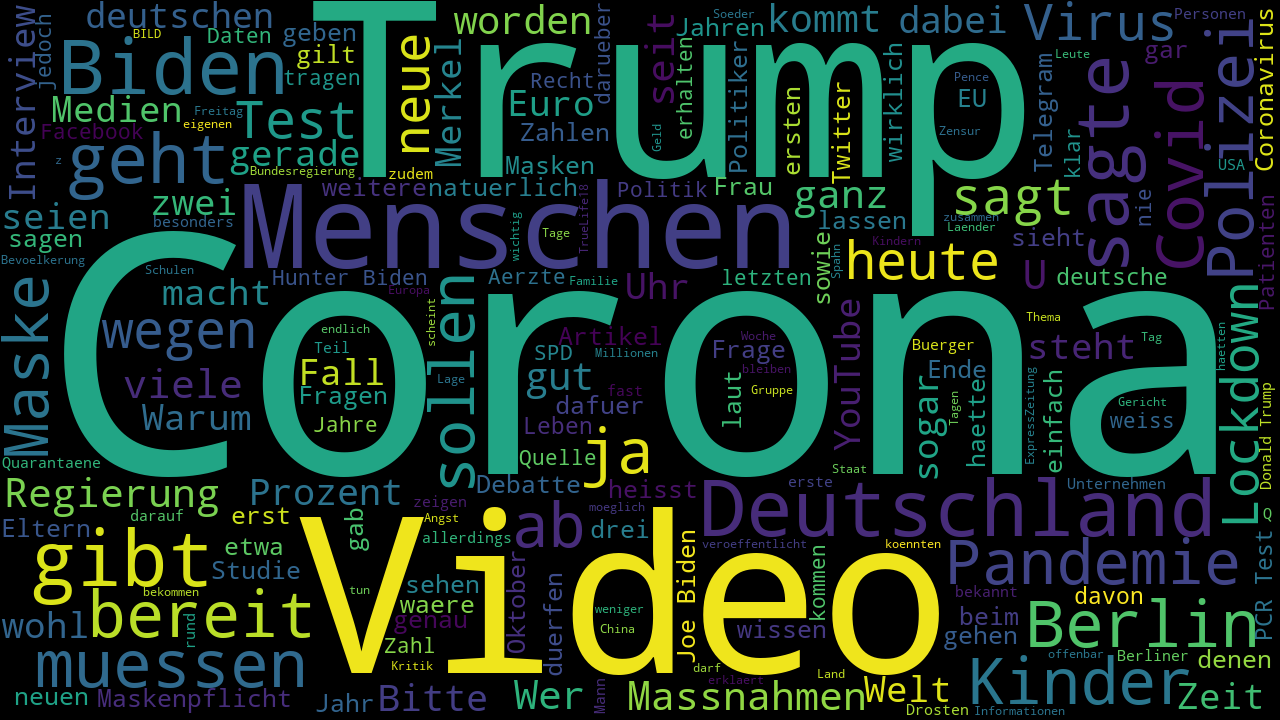 Interview
Jedoch
deutschen
BILD
Daten
geben
gilt
tragen
Biden
Medien
Facebook
Freitag
eigenen
Test
geht
z
gerade
Bundesregierung
neue
Merkel
zudem
Trump
worden
Recht
Euro
Zahlen
Masken
darueber
seit
Geld
Jahren
erhalten
Politiker
Soeder
kommt
ersten
Twitter
dabei
wirklich
Pence
EU
Zensur
Virus
Leute
Telegram
klar
Personen
gar
sagte
Covid
nie
Polizei
USA
Coronavirus
Patienten
seien
sagen
Bevoelkerung
zwei
besonders
Schulen
weitere
natuerlich
Menschen
wichtig
Tage
TrueLife18
Politik
Frau
ganz
lassen
sagt
zusammen
Laender
sieht
Kindern
Spahn
sowie
heute
U
deutsche
Maske
macht
wegen
viele
Warum
Hunter Biden
Europa
Aerzte
Familie
Uhr
letzten
Corona
endlich
Teil
Fall
Fragen
Jahre
scheint
Lage
sollen
Artikel
SPD
Millionen
gut
fast
dafuer
Leben
Quelle
ja
Woche
Frage
bleiben
Gruppe
laut
YouTube
Buerger
Ende
sogar
Tagen
haette
Staat
Thema
steht
ExpressZeitung
einfach
Tag
Gericht
weiss
haetten
Lockdown
Donald Trump
Quarantaene
Regierung
darauf
Prozent
zeigen
Debatte
heisst
moeglich
erste
Unternehmen
Eltern
erst
etwa
Studie
gab
Angst
allerdings
ab
drei
Deutschland
veroeffentlicht
koennten
gibt
bekommen
bereit
rund
wohl
muessen
tun
Video
sehen
waere
genau
Zahl
Kritik
Oktober
duerfen
weniger
China
Joe Biden
wissen
kommen
darf
erklaert
Land
Pandemie
bekannt
davon
beim
gehen
offenbar
Berlin
Berliner
denen
PCR Test
neuen
Maskenpflicht
Jahr
Bitte
Wer
Mann
Massnahmen
Welt
Drosten
Kinder
Informationen
Zeit